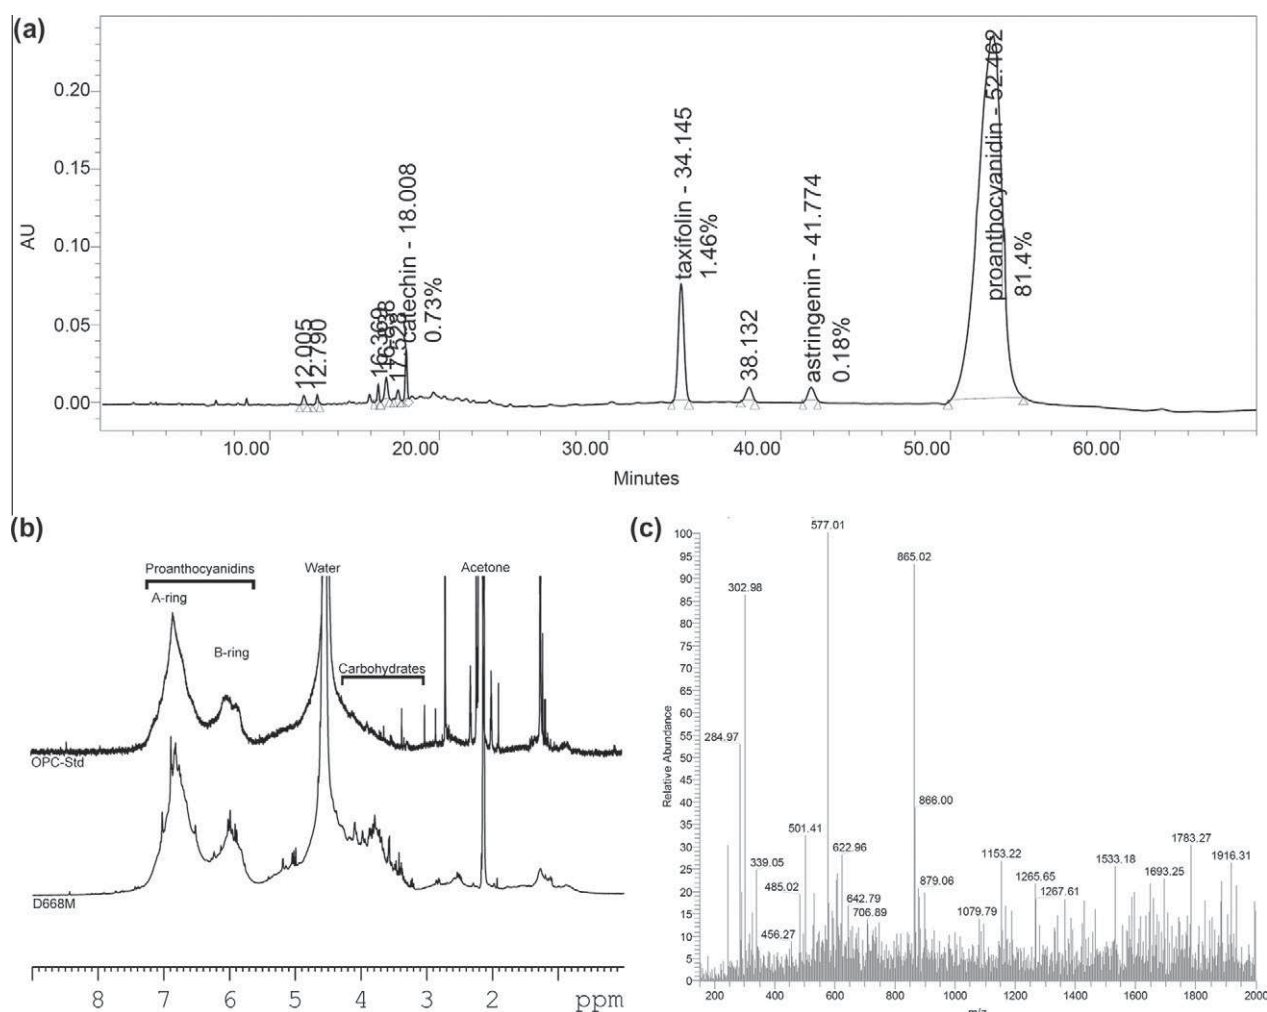 (a)
0.20
0.15
0.10
0.05
0.00
AU
12.005
12.790
16.369
17.528
catechin - 18.008
0.73%
taxifolin - 34.145
1.46%
38.132
astringenin - 41.774
0.18%
proanthocyanidin - 52.462
81.4%
10.00 20.00 30.00 40.00 50.00 60.00
Minutes
(b)
Proanthocyanidins
A-ring
B-ring
Water
Carbohydrates
Acetone
OPC-Std
D668M
8 7 6 5 4 3 2 ppm
(c)
100
95
90
85
80
75
70
65
60
55
50
45
40
35
30
25
20
15
10
5
0
Relative Abundance
577.01
865.02
302.98
284.97
866.00
501.41
622.96
339.05
485.02
879.06
642.79
706.89
456.27
1153.22
1079.79
1265.65
1267.61
1533.18
1693.25
1783.27
1916.31
200 400 600 800 1000 1200 1400 1600 1800 2000
m/z